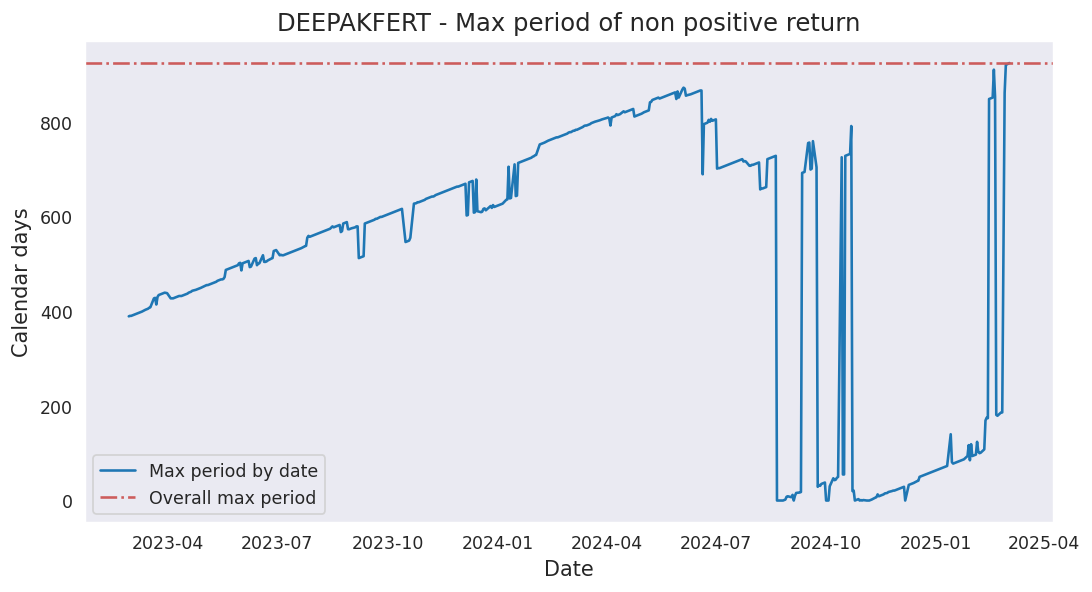 DEEPAKFERT - Max period of non positive return
Calendar days
800
600
400
200
0
Max period by date
Overall max period
2023-04
2023-07
2023-10
2024-01
2024-04
2024-07
2024-10
2025-01
2025-04
Date